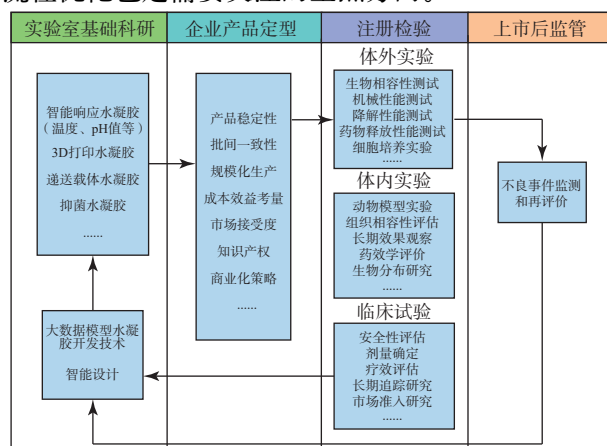 实验室基础科研
企业产品定型
注册检验
上市后监管
智能响应水凝胶
(温度、pH值等)
3D打印水凝胶
递送载体水凝胶
抑菌水凝胶
......
大数据模型水凝
胶开发技术
智能设计
产品稳定性
批间一致性
规模化生产
成本效益考量
市场接受度
知识产权
商业化策略
......
体外实验
生物相容性测试
机械性能测试
降解性能测试
药物释放性能测试
细胞培养实验
......
体内实验
动物模型实验
组织相容性评估
长期效果观察
药效学评价
生物分布研究
......
临床试验
安全性评估
剂量确定
疗效评估
长期追踪研究
市场准入研究
......
不良事件监测
和再评价